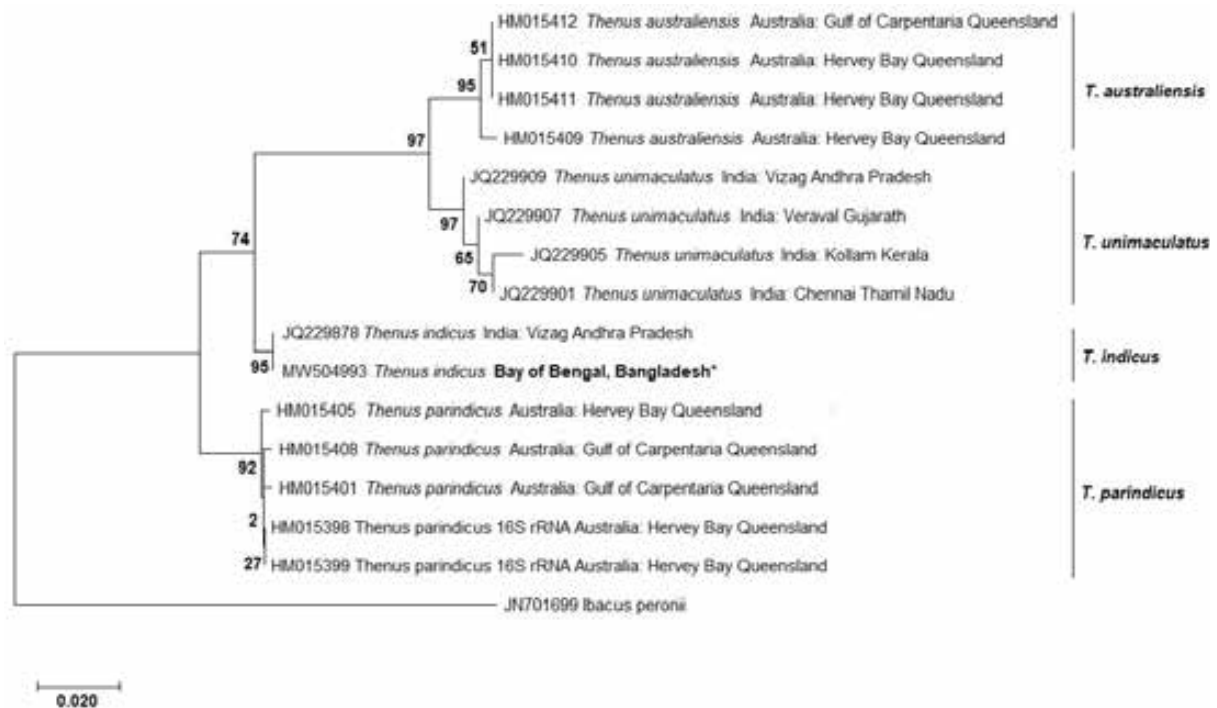 HM015412 Thenus australiensis Australia: Gulf of Carpentaria Queensland
51
HM015410 Thenus australiensis Australia: Hervey Bay Queensland
95
HM015411 Thenus australiensis Australia: Hervey Bay Queensland
T. australiensis
97
HM015409 Thenus australiensis Australia: Hervey Bay Queensland
JQ229909 Thenus unimaculatus India: Vizag Andhra Pradesh
97
JQ229907 Thenus unimaculatus India: Veraval Gujarath
74
65
T. unimaculatus
JQ229905 Thenus unimaculatus India: Kollam Kerala
70
JQ229901 Thenus unimaculatus India: Chennai Thamil Nadu
JQ229878 Thenus indicus India: Vizag Andhra Pradesh
T. indicus
95
MW504993 Thenus indicus Bay of Bengal, Bangladesh*
HM015405 Thenus parindicus Australia: Hervey Bay Queensland
HM015408 Thenus parindicus Australia: Gulf of Carpentaria Queensland
92
HM015401 Thenus parindicus Australia: Gulf of Carpentaria Queensland
T. parindicus
2
HM015398 Thenus parindicus 16S rRNA Australia: Hervey Bay Queensland
27
HM015399 Thenus parindicus 16S rRNA Australia: Hervey Bay Queensland
JN701699 Ibacus peronii
0.020